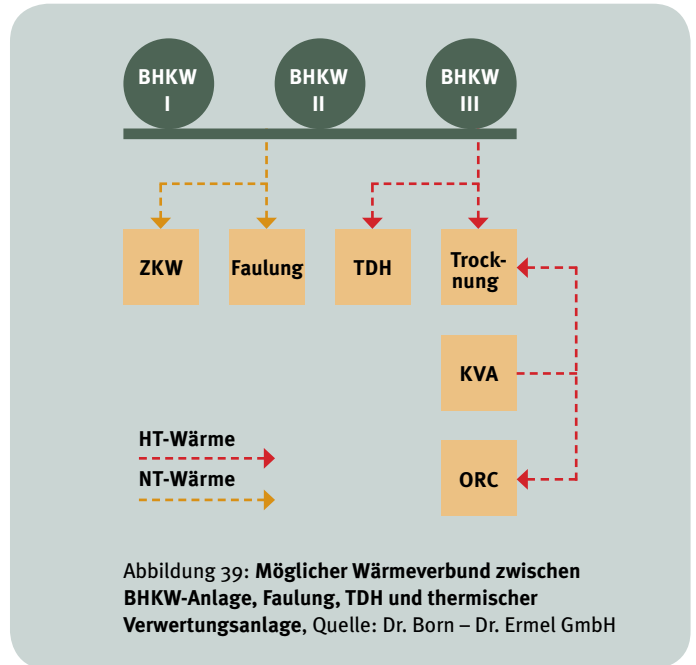 BHKW
I
BHKW
II
BHKW
III
ZKW
Faulung
TDH
Trock-
nung
KVA
HT-Wärme
NT-Wärme
ORC
Abbildung 39: Möglicher Wärmeverbund zwischen
BHKW-Anlage, Faulung, TDH und thermischer
Verwertungsanlage, Quelle: Dr. Born – Dr. Ermel GmbH